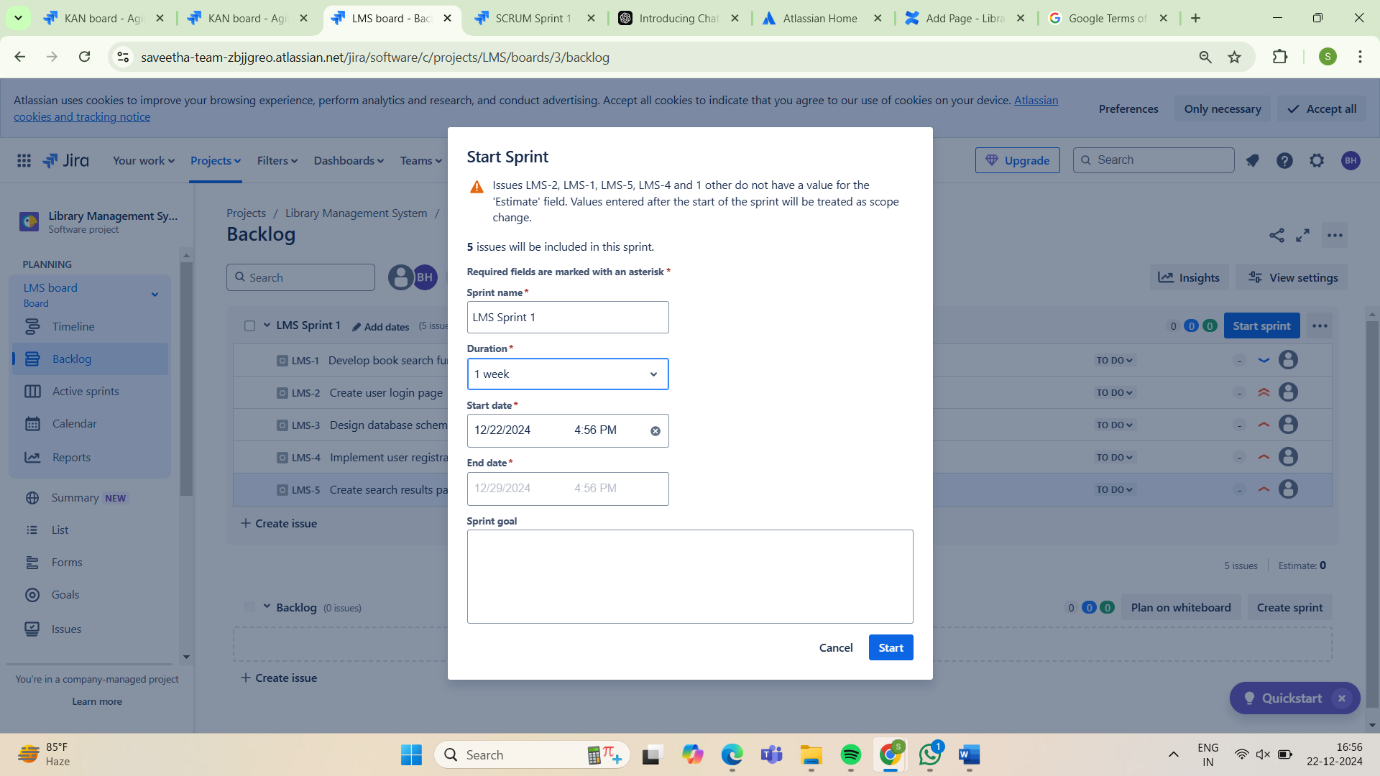 KAN board - Agi
KAN board - Agi
LMS board - Bac
SCRUM Sprint 1
Introducing Chat
Atlassian Home
Add Page - Libra
Google Terms of
saveetha-team-zbjjgreo.atlassian.net/jira/software/c/projects/LMS/boards/3/backlog
S
Atlassian uses cookies to improve your browsing experience, perform analytics and research, and conduct advertising. Accept all cookies to indicate that you agree to our use of cookies on your device. Atlassian
cookies and tracking notice
Preferences
Only necessary
Accept all
Jira
Your work
Projects
Filters
Dashboards
Teams
Upgrade
Search
BH
Library Management Sy...
Software project
PLANNING
LMS board
Board
Timeline
Backlog
Active sprints
Calendar
Reports
Summary NEW
List
Forms
Goals
Issues
You're in a company-managed project
Learn more
Projects / Library Management System /
Backlog
Search
BH
Insights
View settings
LMS Sprint 1 Add dates (5 issue
0 0 0 Start sprint
LMS-1 Develop book search fu
TO DO -
LMS-2 Create user login page
TO DO -
LMS-3 Design database schem
TO DO -
LMS-4 Implement user registra
TO DO -
LMS-5 Create search results pa
TO DO -
+ Create issue
5 issues Estimate: 0
Backlog (0 issues)
0 0 0 Plan on whiteboard Create sprint
+ Create issue
Quickstart
Start Sprint
Issues LMS-2, LMS-1, LMS-5, LMS-4 and 1 other do not have a value for the
'Estimate' field. Values entered after the start of the sprint will be treated as scope
change.
5 issues will be included in this sprint.
Required fields are marked with an asterisk *
Sprint name*
LMS Sprint 1
Duration*
1 week
Start date*
12/22/2024 4:56 PM
End date*
12/29/2024 4:56 PM
Sprint goal
Cancel
Start
85°F
Haze
Search
S
1
ENG
IN
16:56
22-12-2024